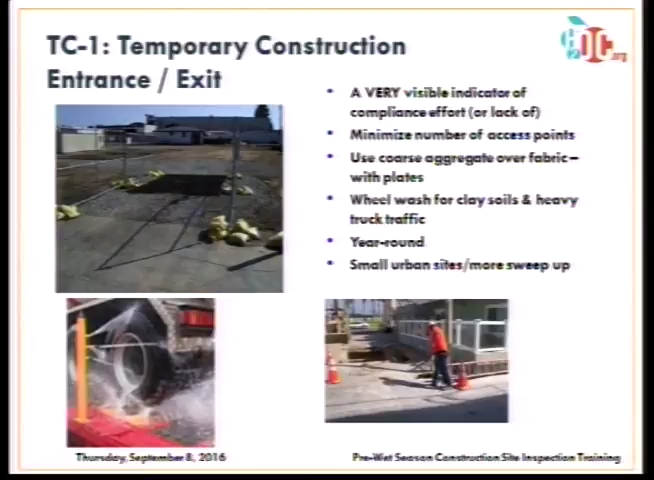 TC-1: Temporary Construction
Entrance / Exit
H2OC.org
• A VERY visible indicator of
compliance effort (or lack of)
• Minimize number of access points
• Use coarse aggregate over fabric –
with plates
• Wheel wash for clay soils & heavy
truck traffic
• Year-round
• Small urban sites/more sweep up
Thursday, September 8, 2016
Pre-Wet Season Construction Site Inspection Training